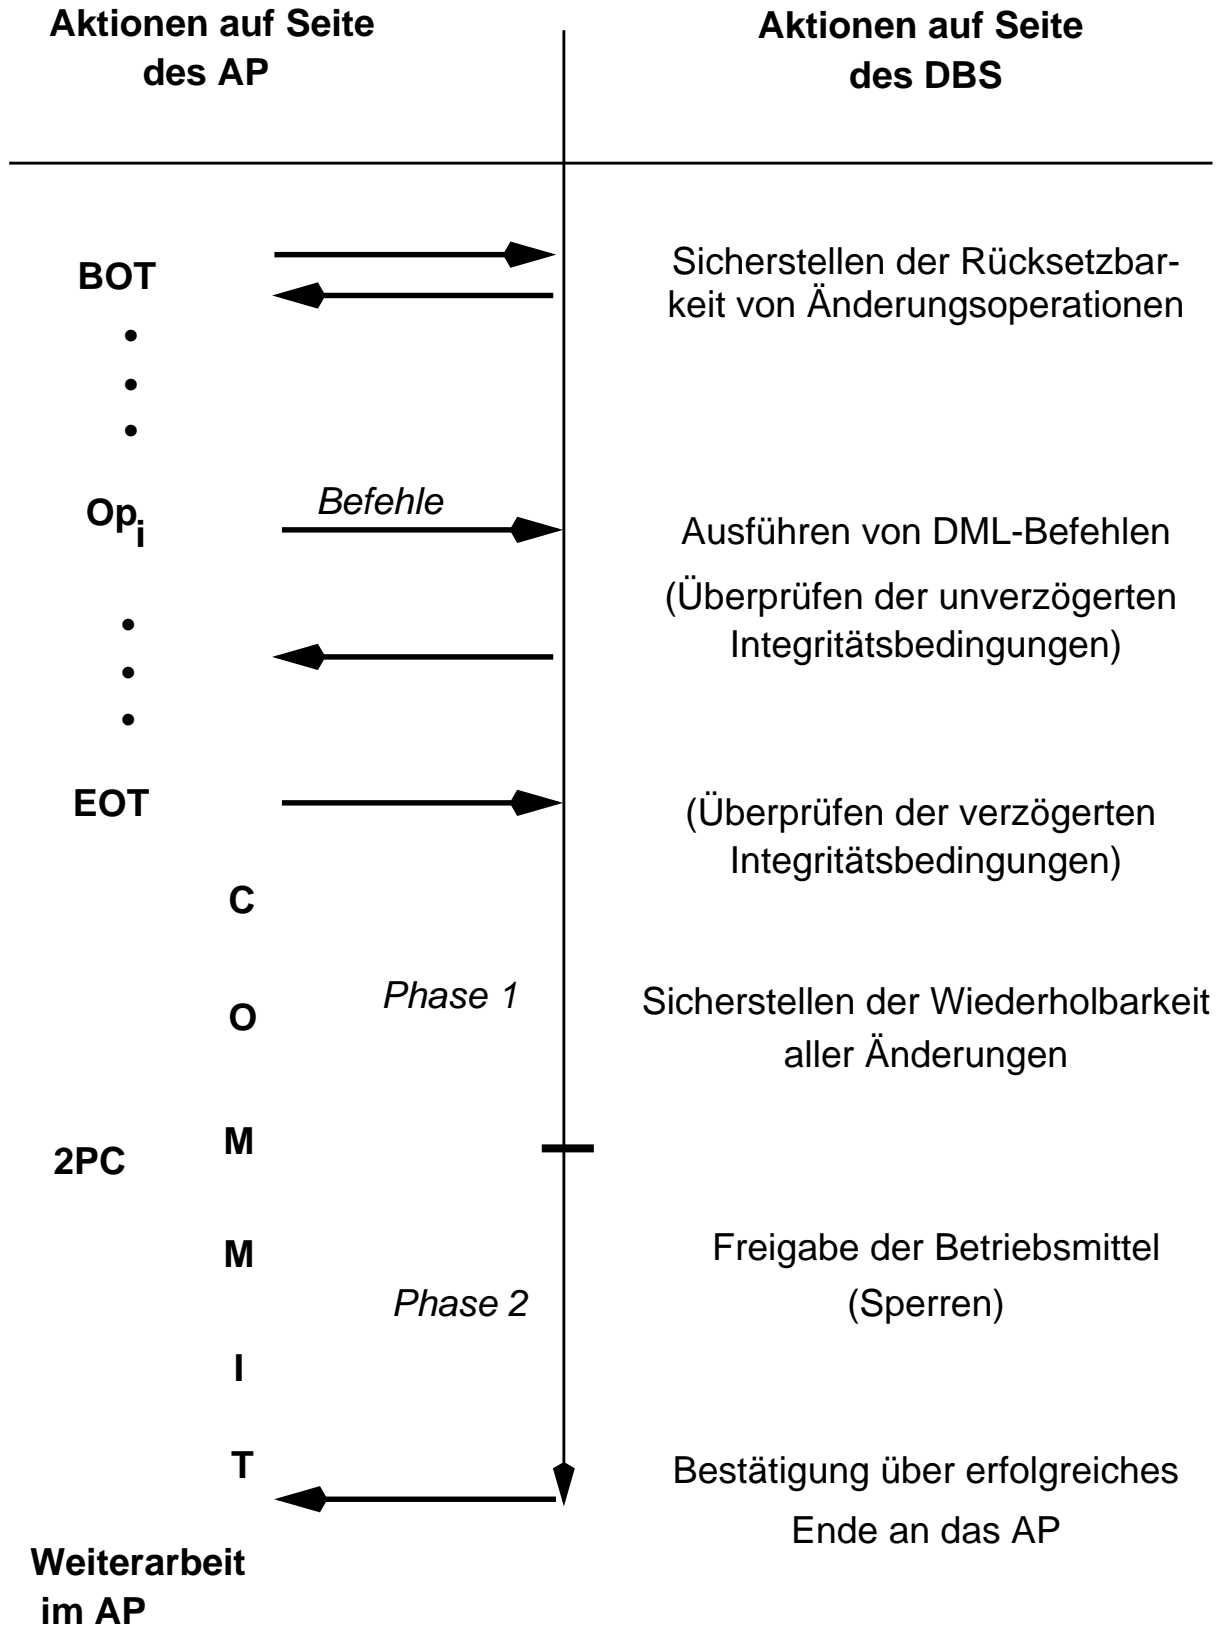 Aktionen auf Seite
des AP
Aktionen auf Seite
des DBS
BOT
Sicherstellen der Rücksetzbar-
keit von Änderungsoperationen
Op i
Befehle
Ausführen von DML-Befehlen
(Überprüfen der unverzögerten
Integritätsbedingungen)
EOT
(Überprüfen der verzögerten
Integritätsbedingungen)
C
O
M
M
I
T
Phase 1
Sicherstellen der Wiederholbarkeit
aller Änderungen
2PC
Phase 2
Freigabe der Betriebsmittel
(Sperren)
Bestätigung über erfolgreiches
Ende an das AP
Weiterarbeit
im AP